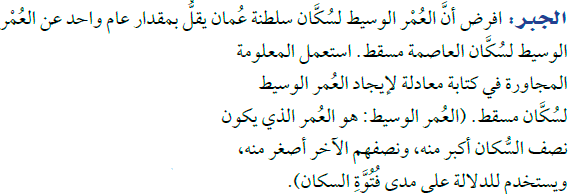 الجبر: افرض أنَّ العُمْر الوسيط لسُكَّان سلطنة عُمان يقلُّ بمقدار عام واحد عن العُمْر
الوسيط لسُكَّان العاصمة مسقط. استعمل المعلومة
المجاورة في كتابة معادلة لإيجاد العُمر الوسيط
لسُكَّان مسقط. (العُمر الوسيط: هو العُمر الذي يكون
نصف السُّكان أكبر منه، ونصفهم الآخر أصغر منه،
ويستخدم للدلالة على مدى فُتُوَّةِ السكان).